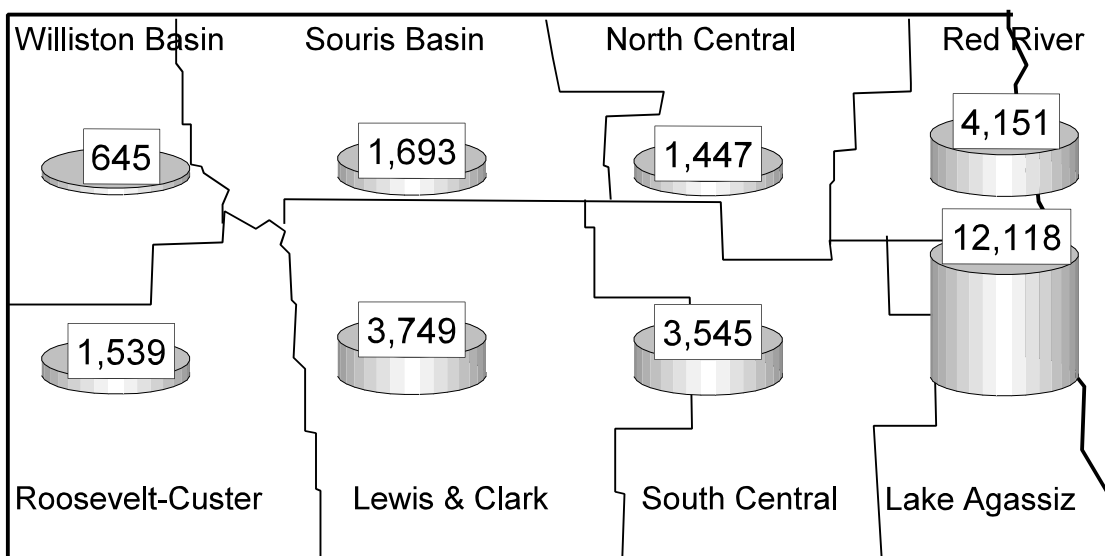 Williston Basin Souris Basin North Central Red River
645 1,693 1,447 4,151
12,118
1,539 3,749 3,545
Roosevelt-Custer Lewis & Clark South Central Lake Agassiz